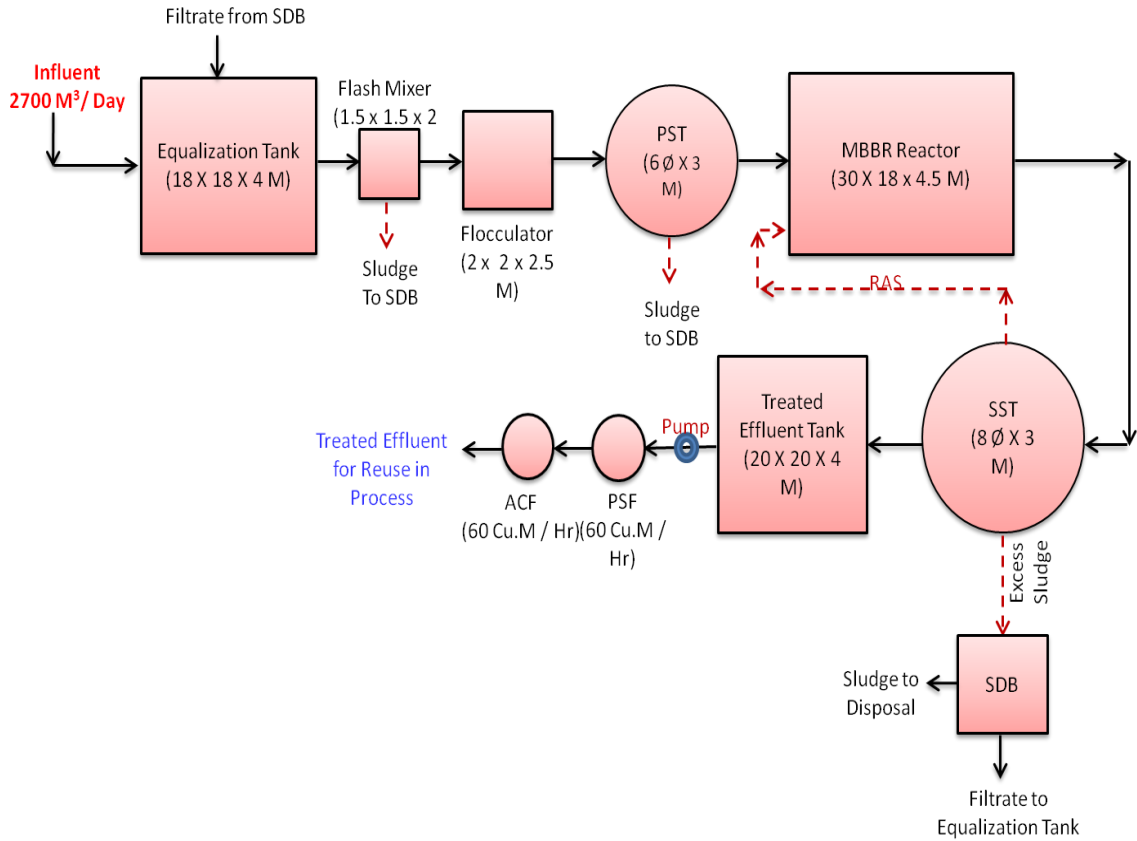 Filtrate from SDB
Influent
2700 M³/ Day
Equalization Tank
(18 X 18 X 4 M)
Flash Mixer
(1.5 x 1.5 x 2
Sludge
To SDB
Flocculator
(2 x 2 x 2.5
M)
PST
(6 Ø X 3
M)
Sludge
to SDB
MBBR Reactor
(30 X 18 x 4.5 M)
RAS
SST
(8 Ø X 3
M)
Treated
Effluent Tank
(20 X 20 X 4
M)
Pump
PSF
(60 Cu.M /
Hr)
ACF
(60 Cu.M / Hr)
Treated Effluent
for Reuse in
Process
Excess
Sludge
SDB
Sludge to
Disposal
Filtrate to
Equalization Tank